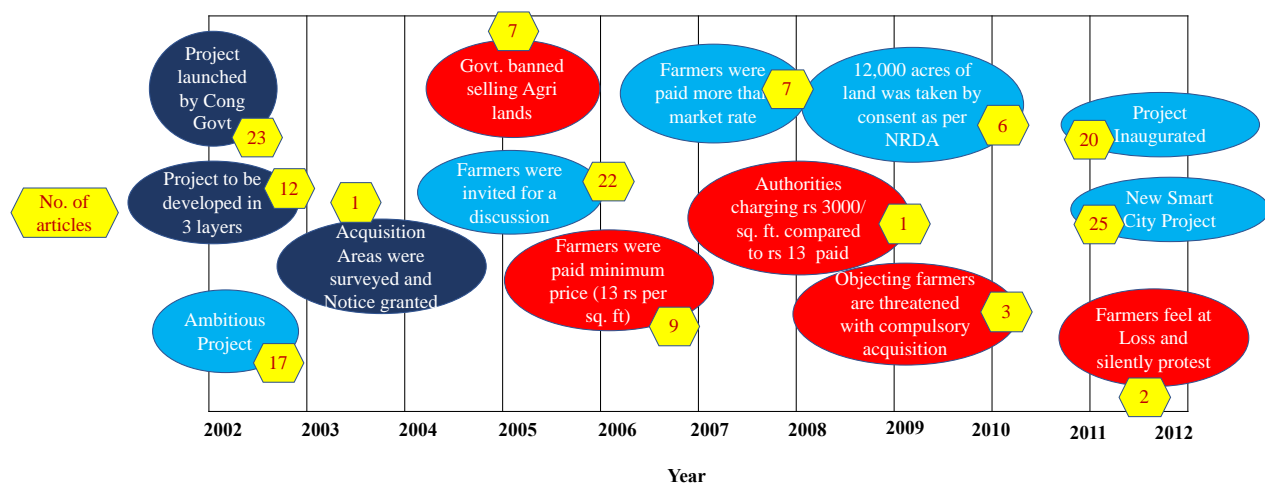 No. of
articles
Project
launched
by Cong
Govt
23
Project to be
developed in
3 layers
12
Ambitious
Project
17
1
Acquisition
Areas were
surveyed and
Notice granted
7
Govt. banned
selling Agri
lands
Farmers were
invited for a
discussion
22
Farmers were
paid minimum
price (13 rs per
sq. ft)
9
Farmers were
paid more than
market rate
7
Authorities
charging rs 3000/
sq. ft. compared
to rs 13 paid
1
12,000 acres of
land was taken by
consent as per
NRDA
6
Objecting farmers
are threatened
with compulsory
acquisition
3
Project
Inaugurated
20
New Smart
City Project
25
Farmers feel at
Loss and
silently protest
2
2002 2003 2004 2005 2006 2007 2008 2009 2010 2011 2012
Year